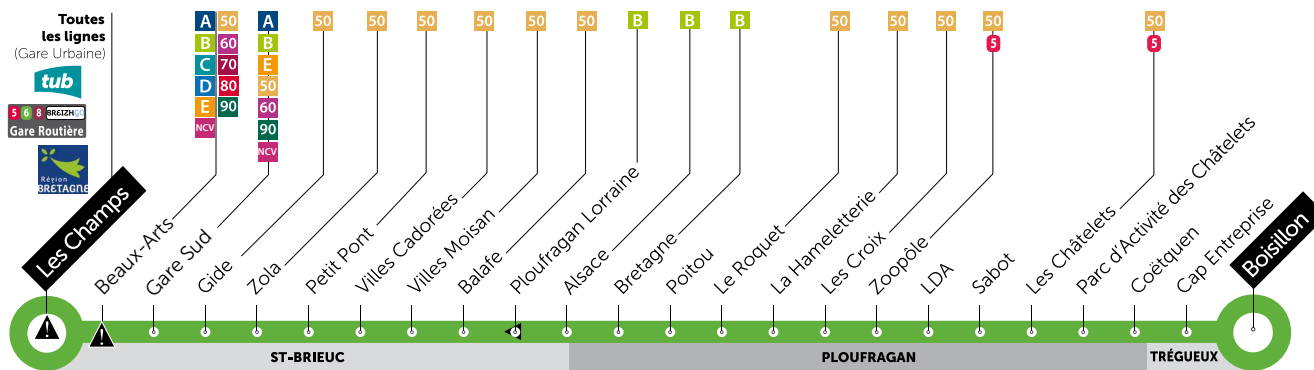 Toutes
les lignes
(Gare Urbaine)
tub
5 6 8 BREIZHGO
Gare Routière
Région
BRETAGNE
A 50
B 60
C 70
D 80
E 90
NCV
A
B
E
50
60
90
NCV
50
50
50
50
50
50
B
B
B
50
50
50
50
5
50
5
Les Champs
Beaux-Arts
Gare Sud
Gide
Zola
Petit Pont
Villes Cadorées
Villes Moisan
Balafe
Ploufragan Lorraine
Alsace
Bretagne
Poitou
Le Roquet
La Hameletterie
Les Croix
Zoopôle
LDA
Sabot
Les Châtelets
Parc d'Activité des Châtelets
Coëtquen
Cap Entreprise
Boisillon
! !
ST-BRIEUC PLOUFRAGAN TRÉGUEUX